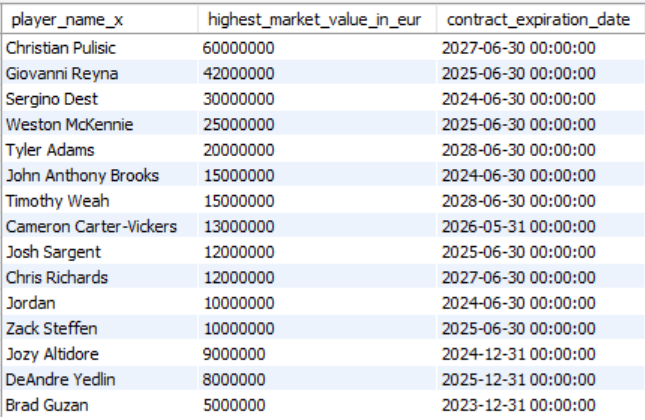 player_name_x highest_market_value_in_eur contract_expiration_date
Christian Pulisic 60000000 2027-06-30 00:00:00
Giovanni Reyna 42000000 2025-06-30 00:00:00
Sergino Dest 30000000 2024-06-30 00:00:00
Weston McKennie 25000000 2025-06-30 00:00:00
Tyler Adams 20000000 2028-06-30 00:00:00
John Anthony Brooks 15000000 2024-06-30 00:00:00
Timothy Weah 15000000 2028-06-30 00:00:00
Cameron Carter-Vickers 13000000 2026-05-31 00:00:00
Josh Sargent 12000000 2025-06-30 00:00:00
Chris Richards 12000000 2027-06-30 00:00:00
Jordan 10000000 2024-06-30 00:00:00
Zack Steffen 10000000 2025-06-30 00:00:00
Jozy Altidore 9000000 2024-12-31 00:00:00
DeAndre Yedlin 8000000 2025-12-31 00:00:00
Brad Guzan 5000000 2023-12-31 00:00:00